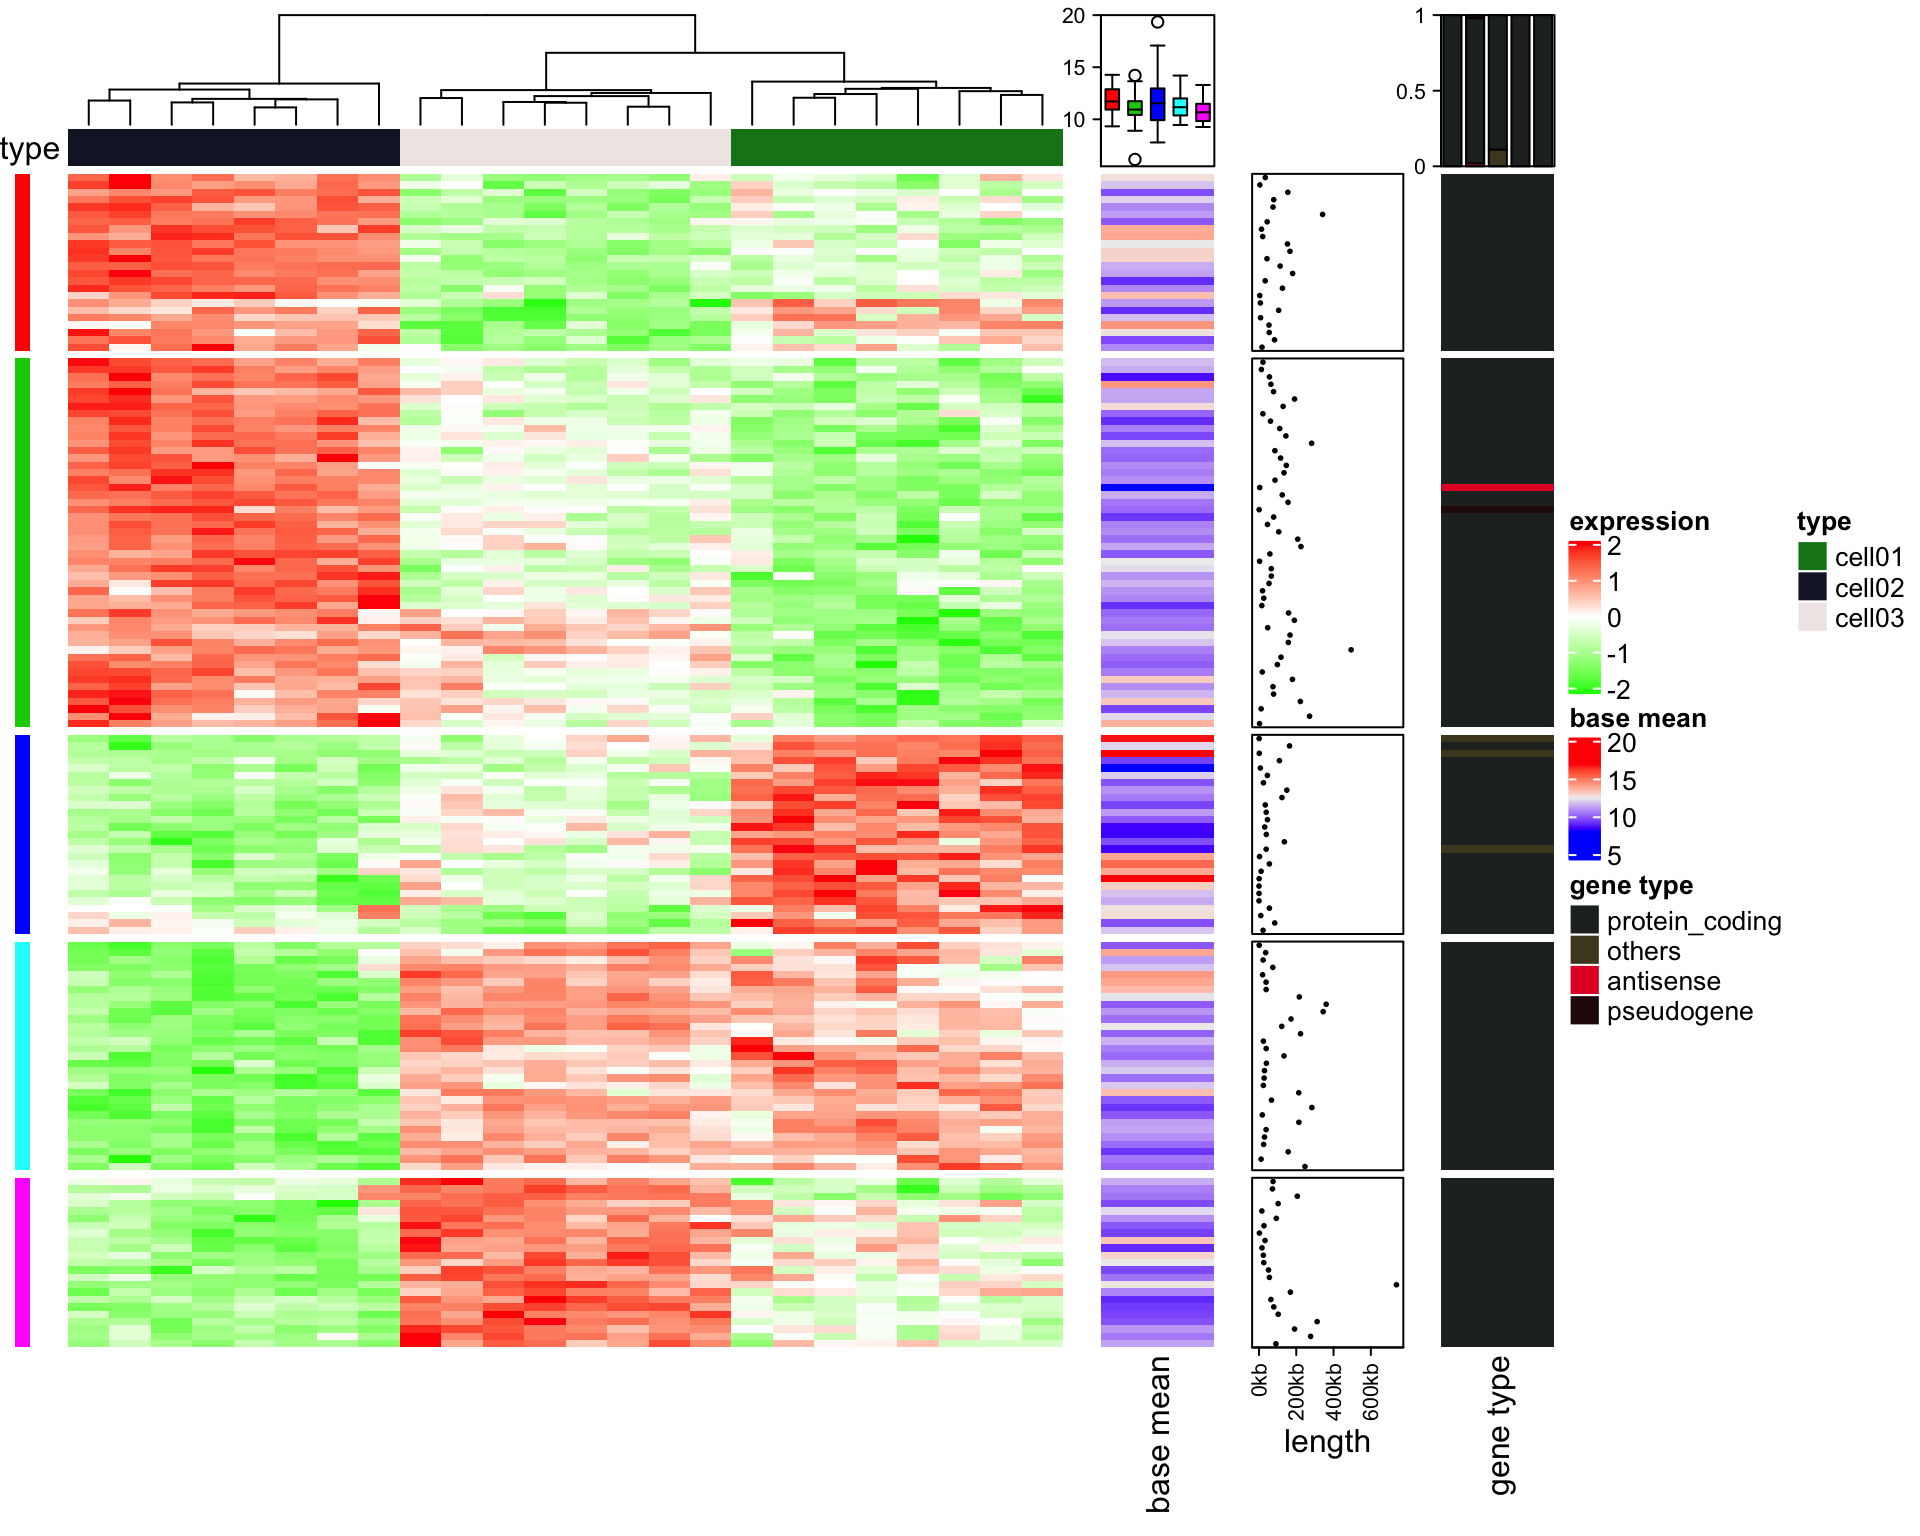 20
15
10
1
0.5
0
type
expression
2
1
0
-1
-2
type
cell01
cell02
cell03
base mean
20
15
10
5
gene type
protein_coding
others
antisense
pseudogene
base mean
0kb
200kb
400kb
600kb
length
gene type